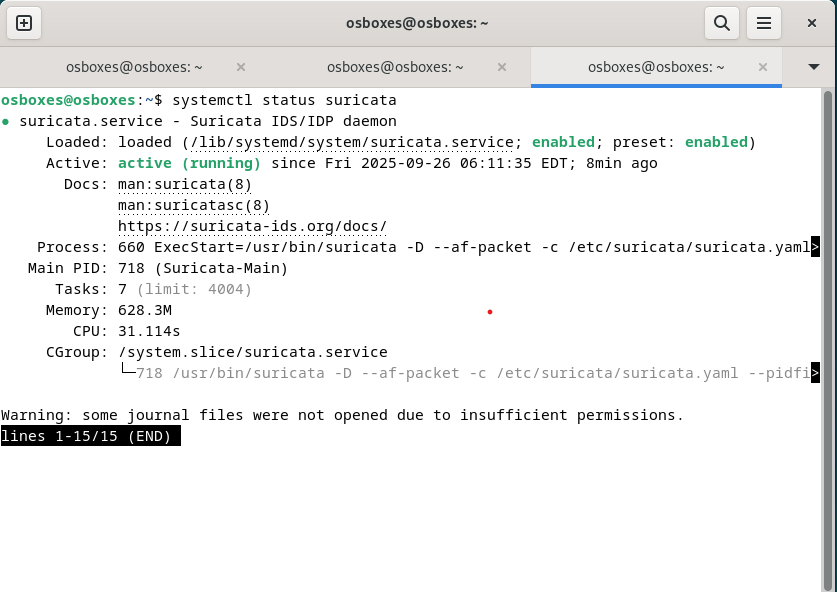 osboxes@osboxes: ~
osboxes@osboxes: ~ osboxes@osboxes: ~ osboxes@osboxes: ~
osboxes@osboxes:~$ systemctl status suricata
● suricata.service - Suricata IDS/IDP daemon
     Loaded: loaded (/lib/systemd/system/suricata.service; enabled; preset: enabled)
     Active: active (running) since Fri 2025-09-26 06:11:35 EDT; 8min ago
       Docs: man:suricata(8)
             man:suricatasc(8)
             https://suricata-ids.org/docs/
    Process: 660 ExecStart=/usr/bin/suricata -D --af-packet -c /etc/suricata/suricata.yaml>
   Main PID: 718 (Suricata-Main)
      Tasks: 7 (limit: 4004)
     Memory: 628.3M
        CPU: 31.114s
     CGroup: /system.slice/suricata.service
             └─718 /usr/bin/suricata -D --af-packet -c /etc/suricata/suricata.yaml --pidfi>
Warning: some journal files were not opened due to insufficient permissions.
lines 1-15/15 (END)